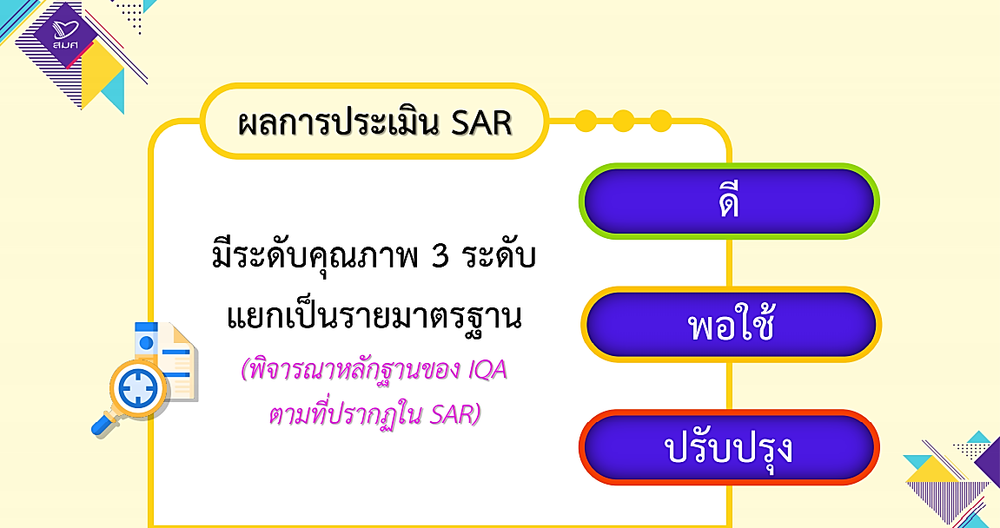 สมศ
ผลการประเมิน SAR
มีระดับคุณภาพ 3 ระดับ
แยกเป็นรายมาตรฐาน
(พิจารณาหลักฐานของ IQA
ตามที่ปรากฏใน SAR)
ดี
พอใช้
ปรับปรุง